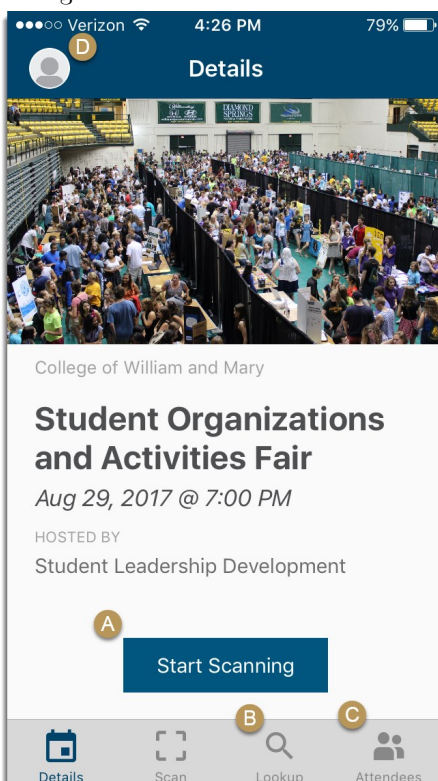 Verizon 4:26 PM 79%
D
Details
DIAMOND
SPRINGS
College of William and Mary
Student Organizations
and Activities Fair
Aug 29, 2017 @ 7:00 PM
HOSTED BY
Student Leadership Development
A
Start Scanning
B
C
Details Scan Lookup Attendees